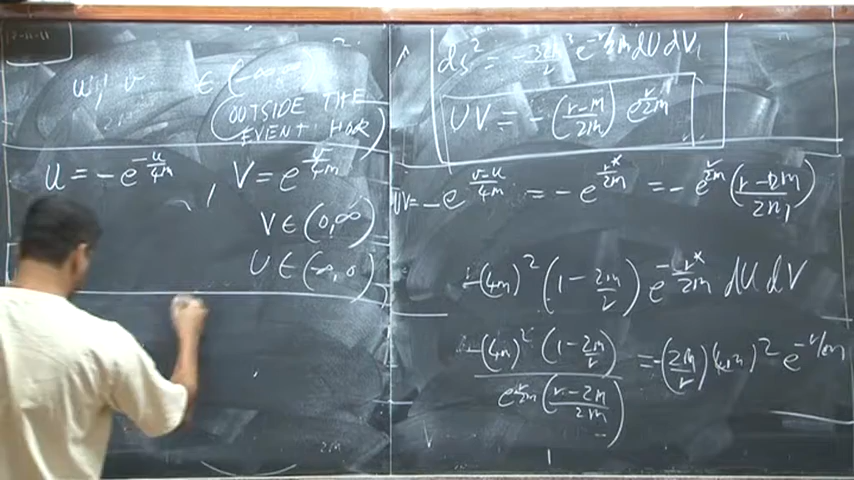 u, v ∈ (-∞, ∞)
(OUTSIDE THE
EVENT HOR)
U = -e^{-u/4m} , V = e^{v/4m}
V ∈ (0, ∞)
U ∈ (-∞, 0)
ds² = -32m³/r e^{-r/2m} dU dV,
UV = -((r-2m)/2m) e^{r/2m}
UV = -e^{(v-u)/4m} = -e^{r*/2m} = -e^{r/2m} ((r-2m)/2m)
-(4m)² (1 - 2m/r) e^{-r*/2m} dU dV
-(4m)² (1 - 2m/r) / e^{r/2m} ((r-2m)/2m) = -(2m/r)(4m)² e^{-r/2m}